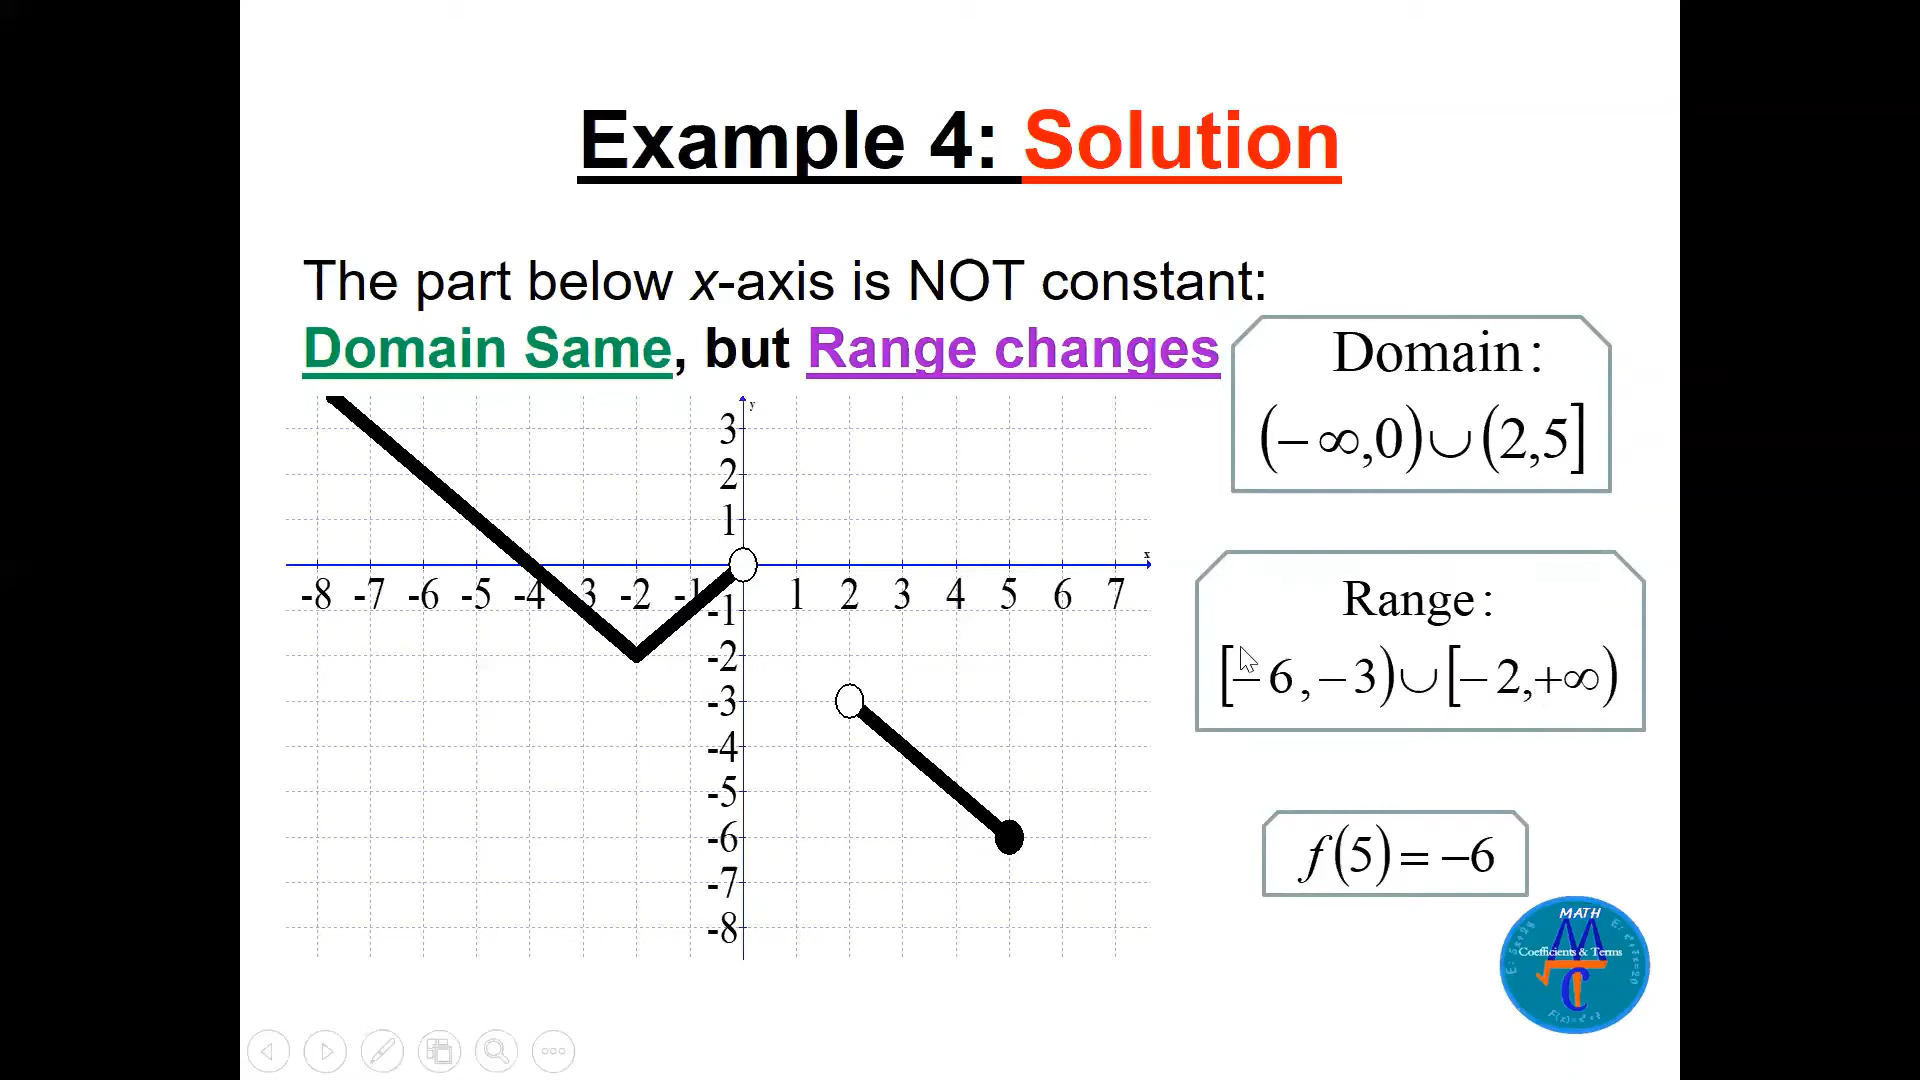 Example 4: Solution
The part below x-axis is NOT constant:
Domain Same, but Range changes
Domain:
(−∞,0)∪(2,5]
y
3
2
1
x
-8 -7 -6 -5 -4 3 -2 -1 1 2 3 4 5 6 7
-1
-2
-3
-4
-5
-6
-7
-8
Range:
[−6,−3)∪[−2,+∞)
f(5)=−6
MATH
Coefficients & Terms